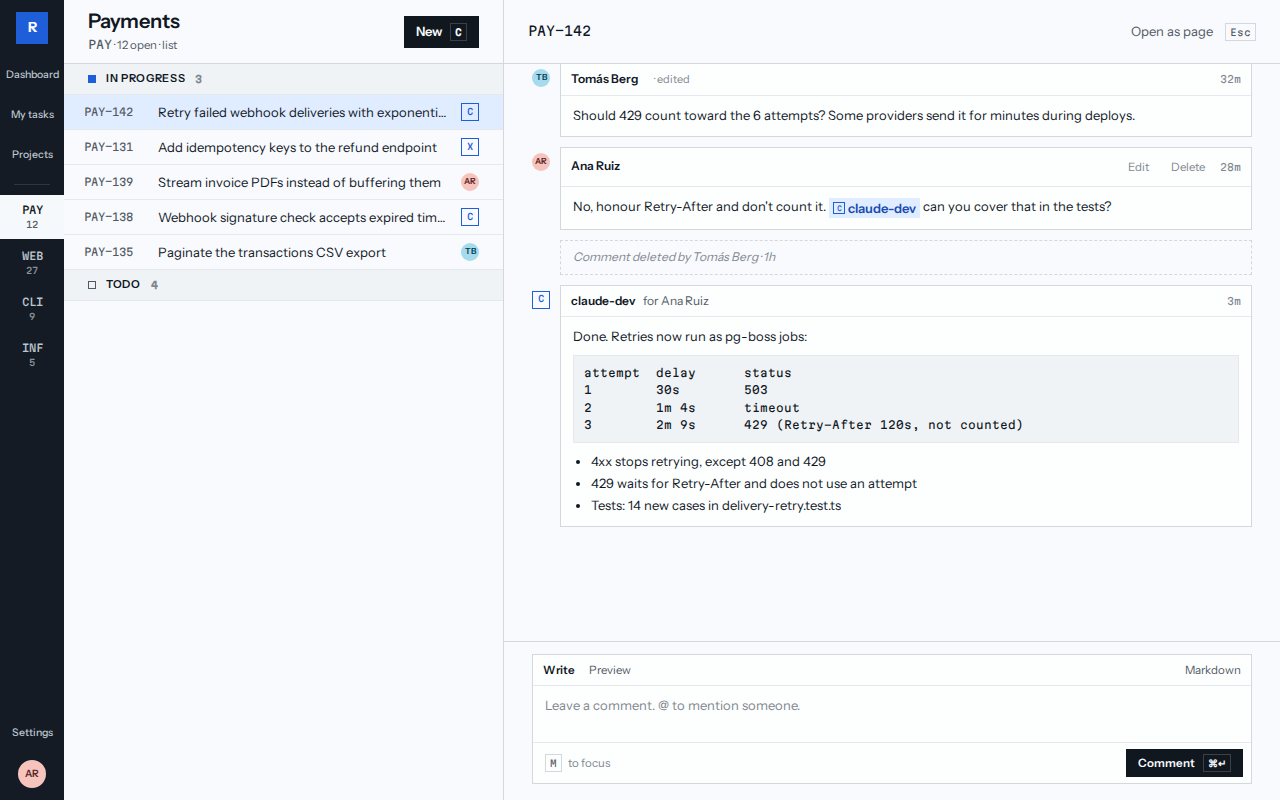 R
Dashboard
My tasks
Projects
PAY
12
WEB
27
CLI
9
INF
5
Settings
AR
Payments
PAY·12 open·list
New C
IN PROGRESS 3
PAY-142 Retry failed webhook deliveries with exponenti… C
PAY-131 Add idempotency keys to the refund endpoint X
PAY-139 Stream invoice PDFs instead of buffering them AR
PAY-138 Webhook signature check accepts expired tim… C
PAY-135 Paginate the transactions CSV export TB
TODO 4
PAY-142
Open as page Esc
TB Tomás Berg ·edited 32m
Should 429 count toward the 6 attempts? Some providers send it for minutes during deploys.
AR Ana Ruiz Edit Delete 28m
No, honour Retry-After and don't count it. C claude-dev can you cover that in the tests?
Comment deleted by Tomás Berg·1h
C claude-dev for Ana Ruiz 3m
Done. Retries now run as pg-boss jobs:
attempt delay status
1 30s 503
2 1m 4s timeout
3 2m 9s 429 (Retry-After 120s, not counted)
• 4xx stops retrying, except 408 and 429
• 429 waits for Retry-After and does not use an attempt
• Tests: 14 new cases in delivery-retry.test.ts
Write Preview Markdown
Leave a comment. @ to mention someone.
M to focus
Comment ⌘↵